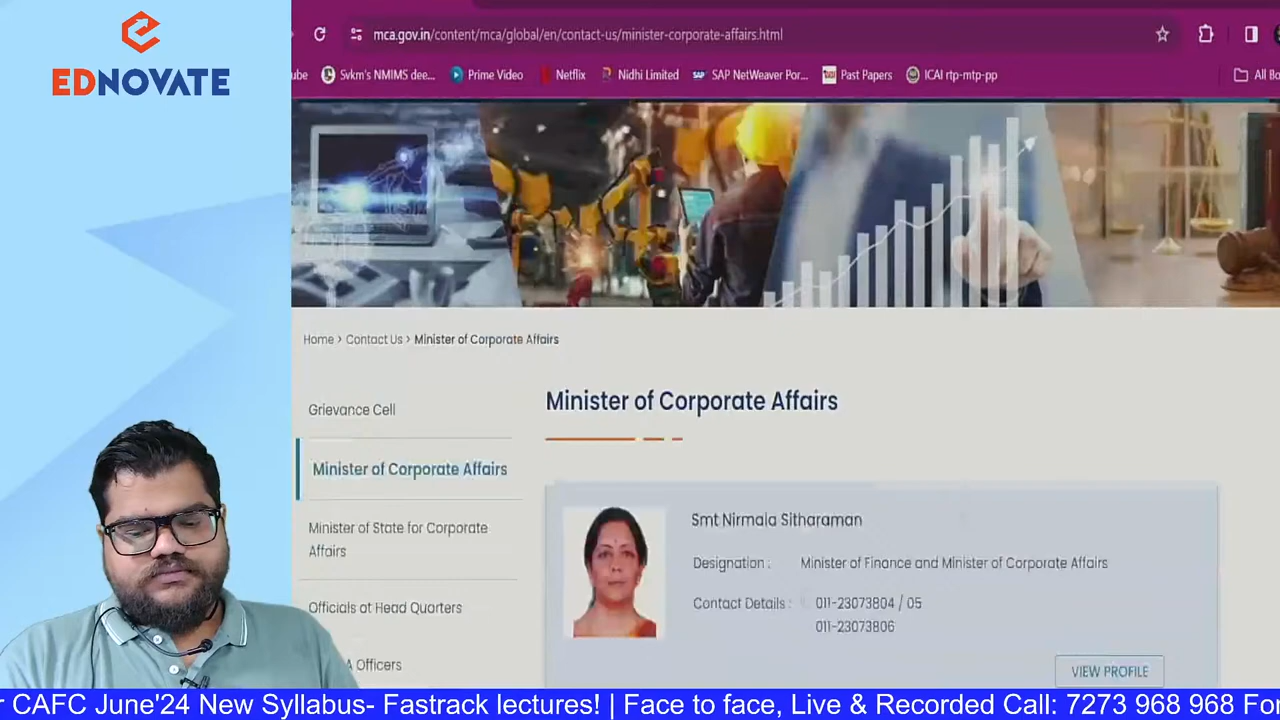 EDNOVATE
mca.gov.in/content/mca/global/en/contact-us/minister-corporate-affairs.html
ube Svkm's NMIMS dee... Prime Video Netflix Nidhi Limited SAP NetWeaver Por... Past Papers ICAI rtp-mtp-pp All Bo
Home > Contact Us > Minister of Corporate Affairs
Grievance Cell
Minister of Corporate Affairs
Minister of State for Corporate
Affairs
Officials at Head Quarters
A Officers
Minister of Corporate Affairs
Smt Nirmala Sitharaman
Designation : Minister of Finance and Minister of Corporate Affairs
Contact Details : 011-23073804 / 05
011-23073806
VIEW PROFILE
r CAFC June'24 New Syllabus- Fastrack lectures! | Face to face, Live & Recorded Call: 7273 968 968 For